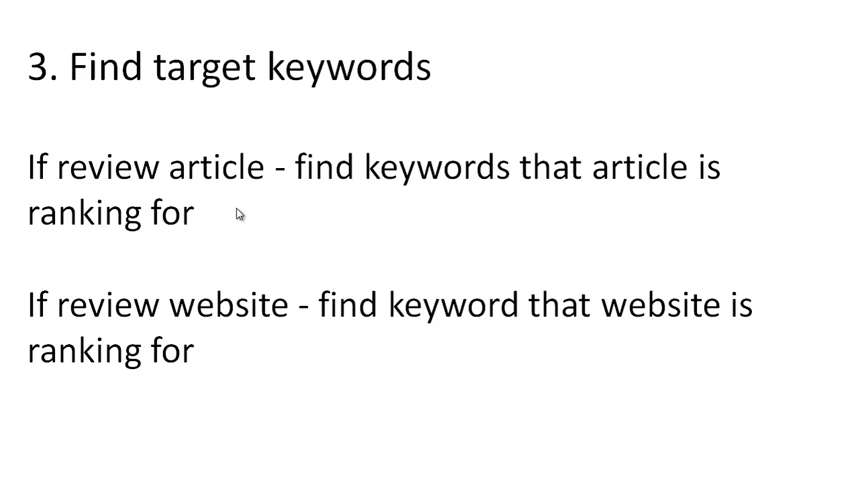 3. Find target keywords
If review article - find keywords that article is
ranking for
If review website - find keyword that website is
ranking for